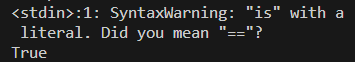 <stdin>:1: SyntaxWarning: "is" with a
literal. Did you mean "=="?
True